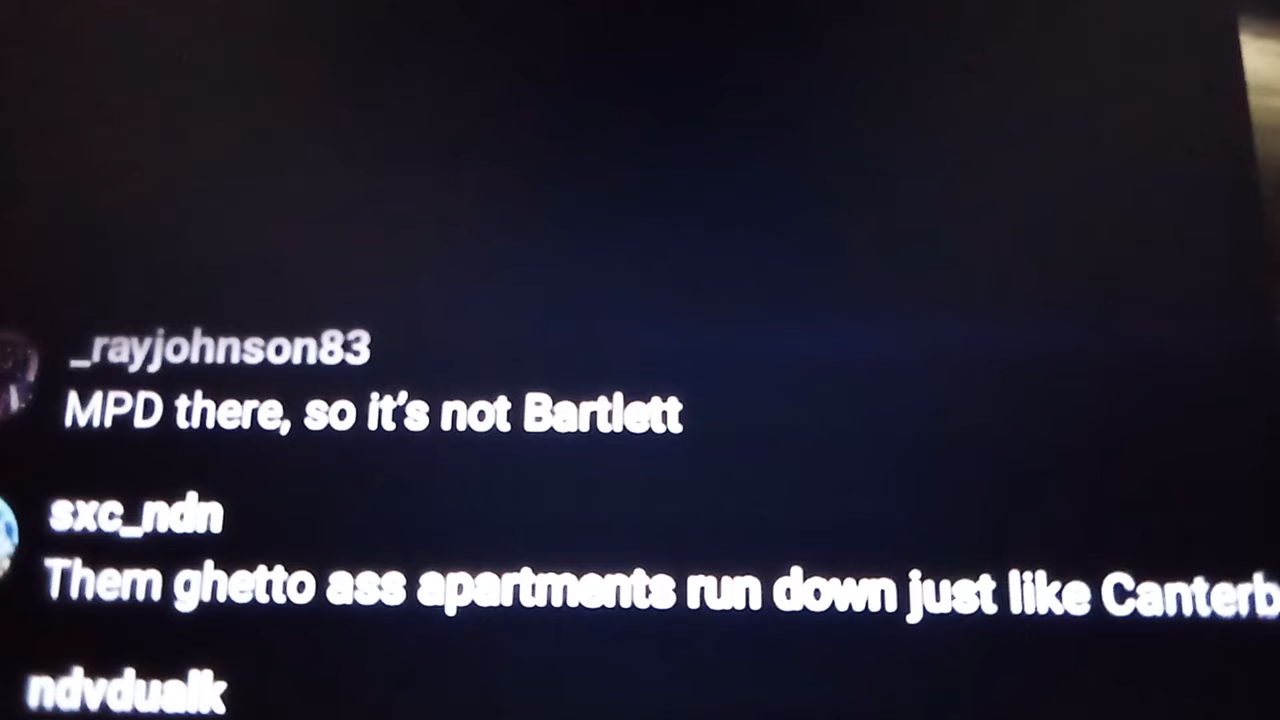 _rayjohnson83
MPD there, so it's not Bartlett
sxc_ndn
Them ghetto ass apartments run down just like Canterb
ndvdualk